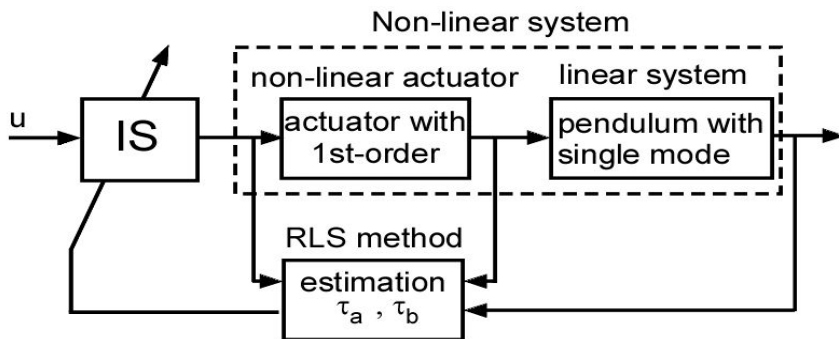 Non-linear system
non-linear actuator
linear system
u
IS
actuator with
1st-order
pendulum with
single mode
RLS method
estimation
τa , τb